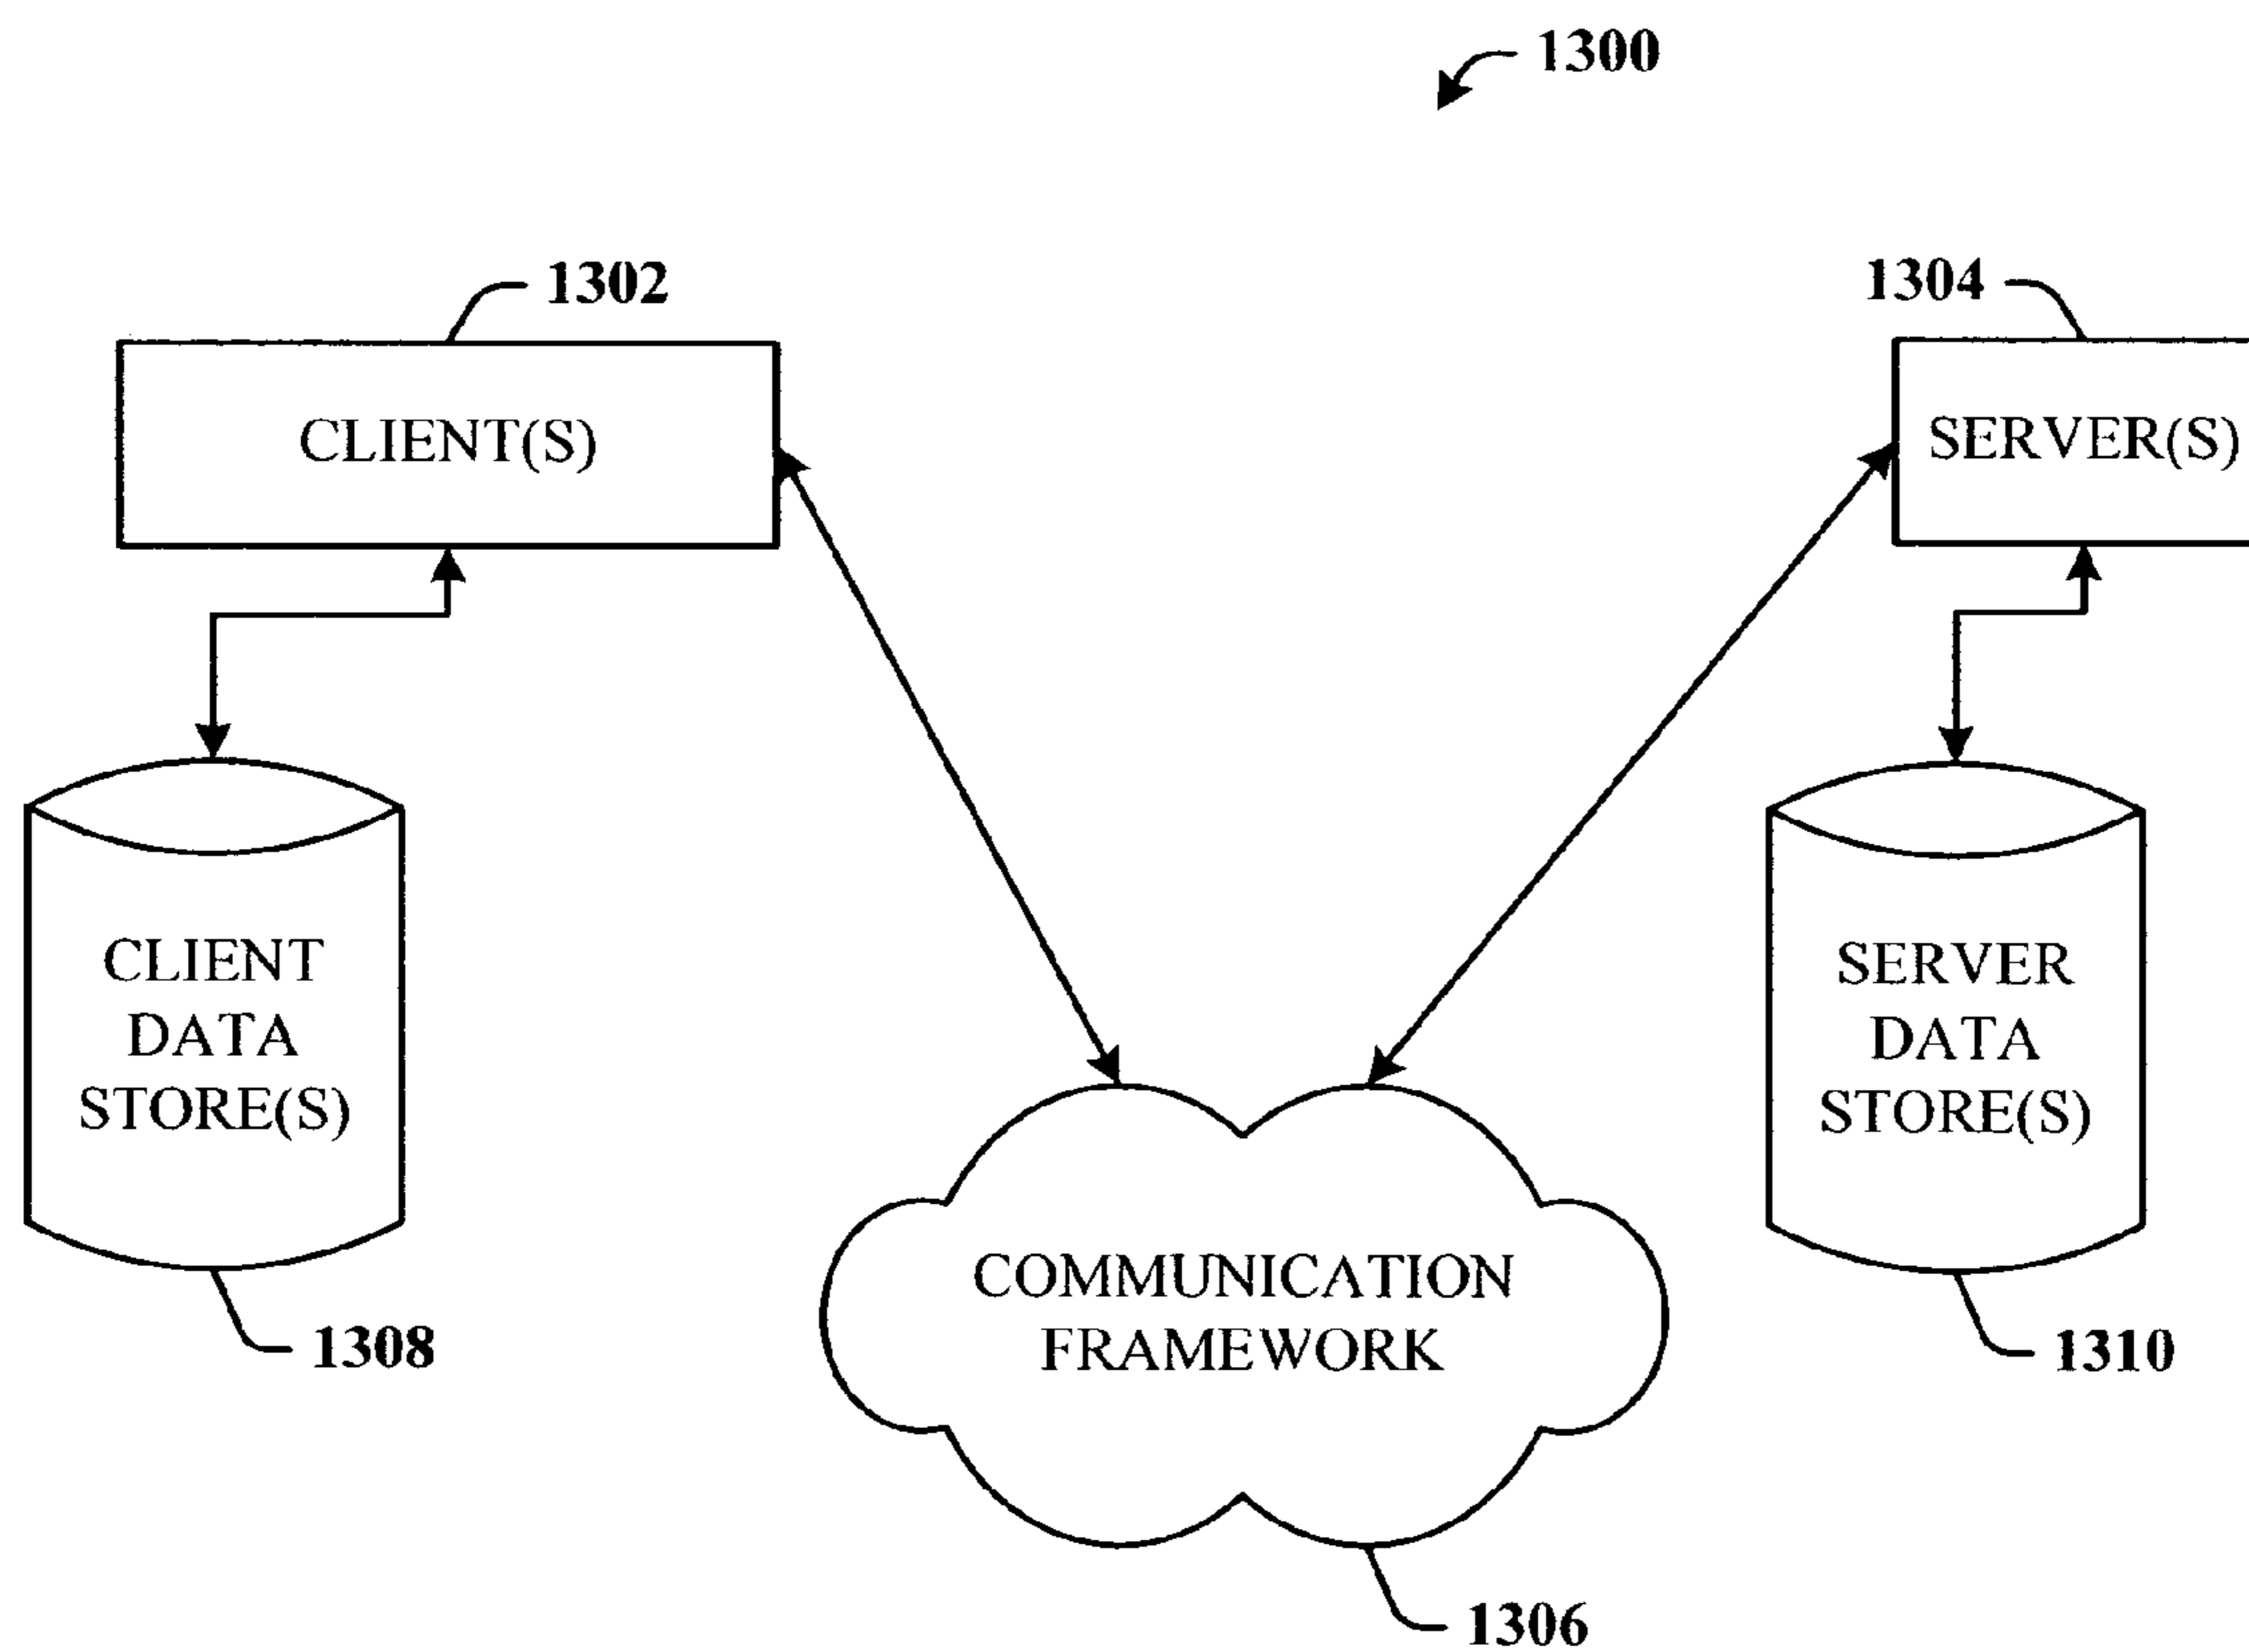 1300
1302
1304
CLIENT(S)
SERVER(S)
CLIENT
DATA
STORE(S)
SERVER
DATA
STORE(S)
COMMUNICATION
FRAMEWORK
1308
1310
1306